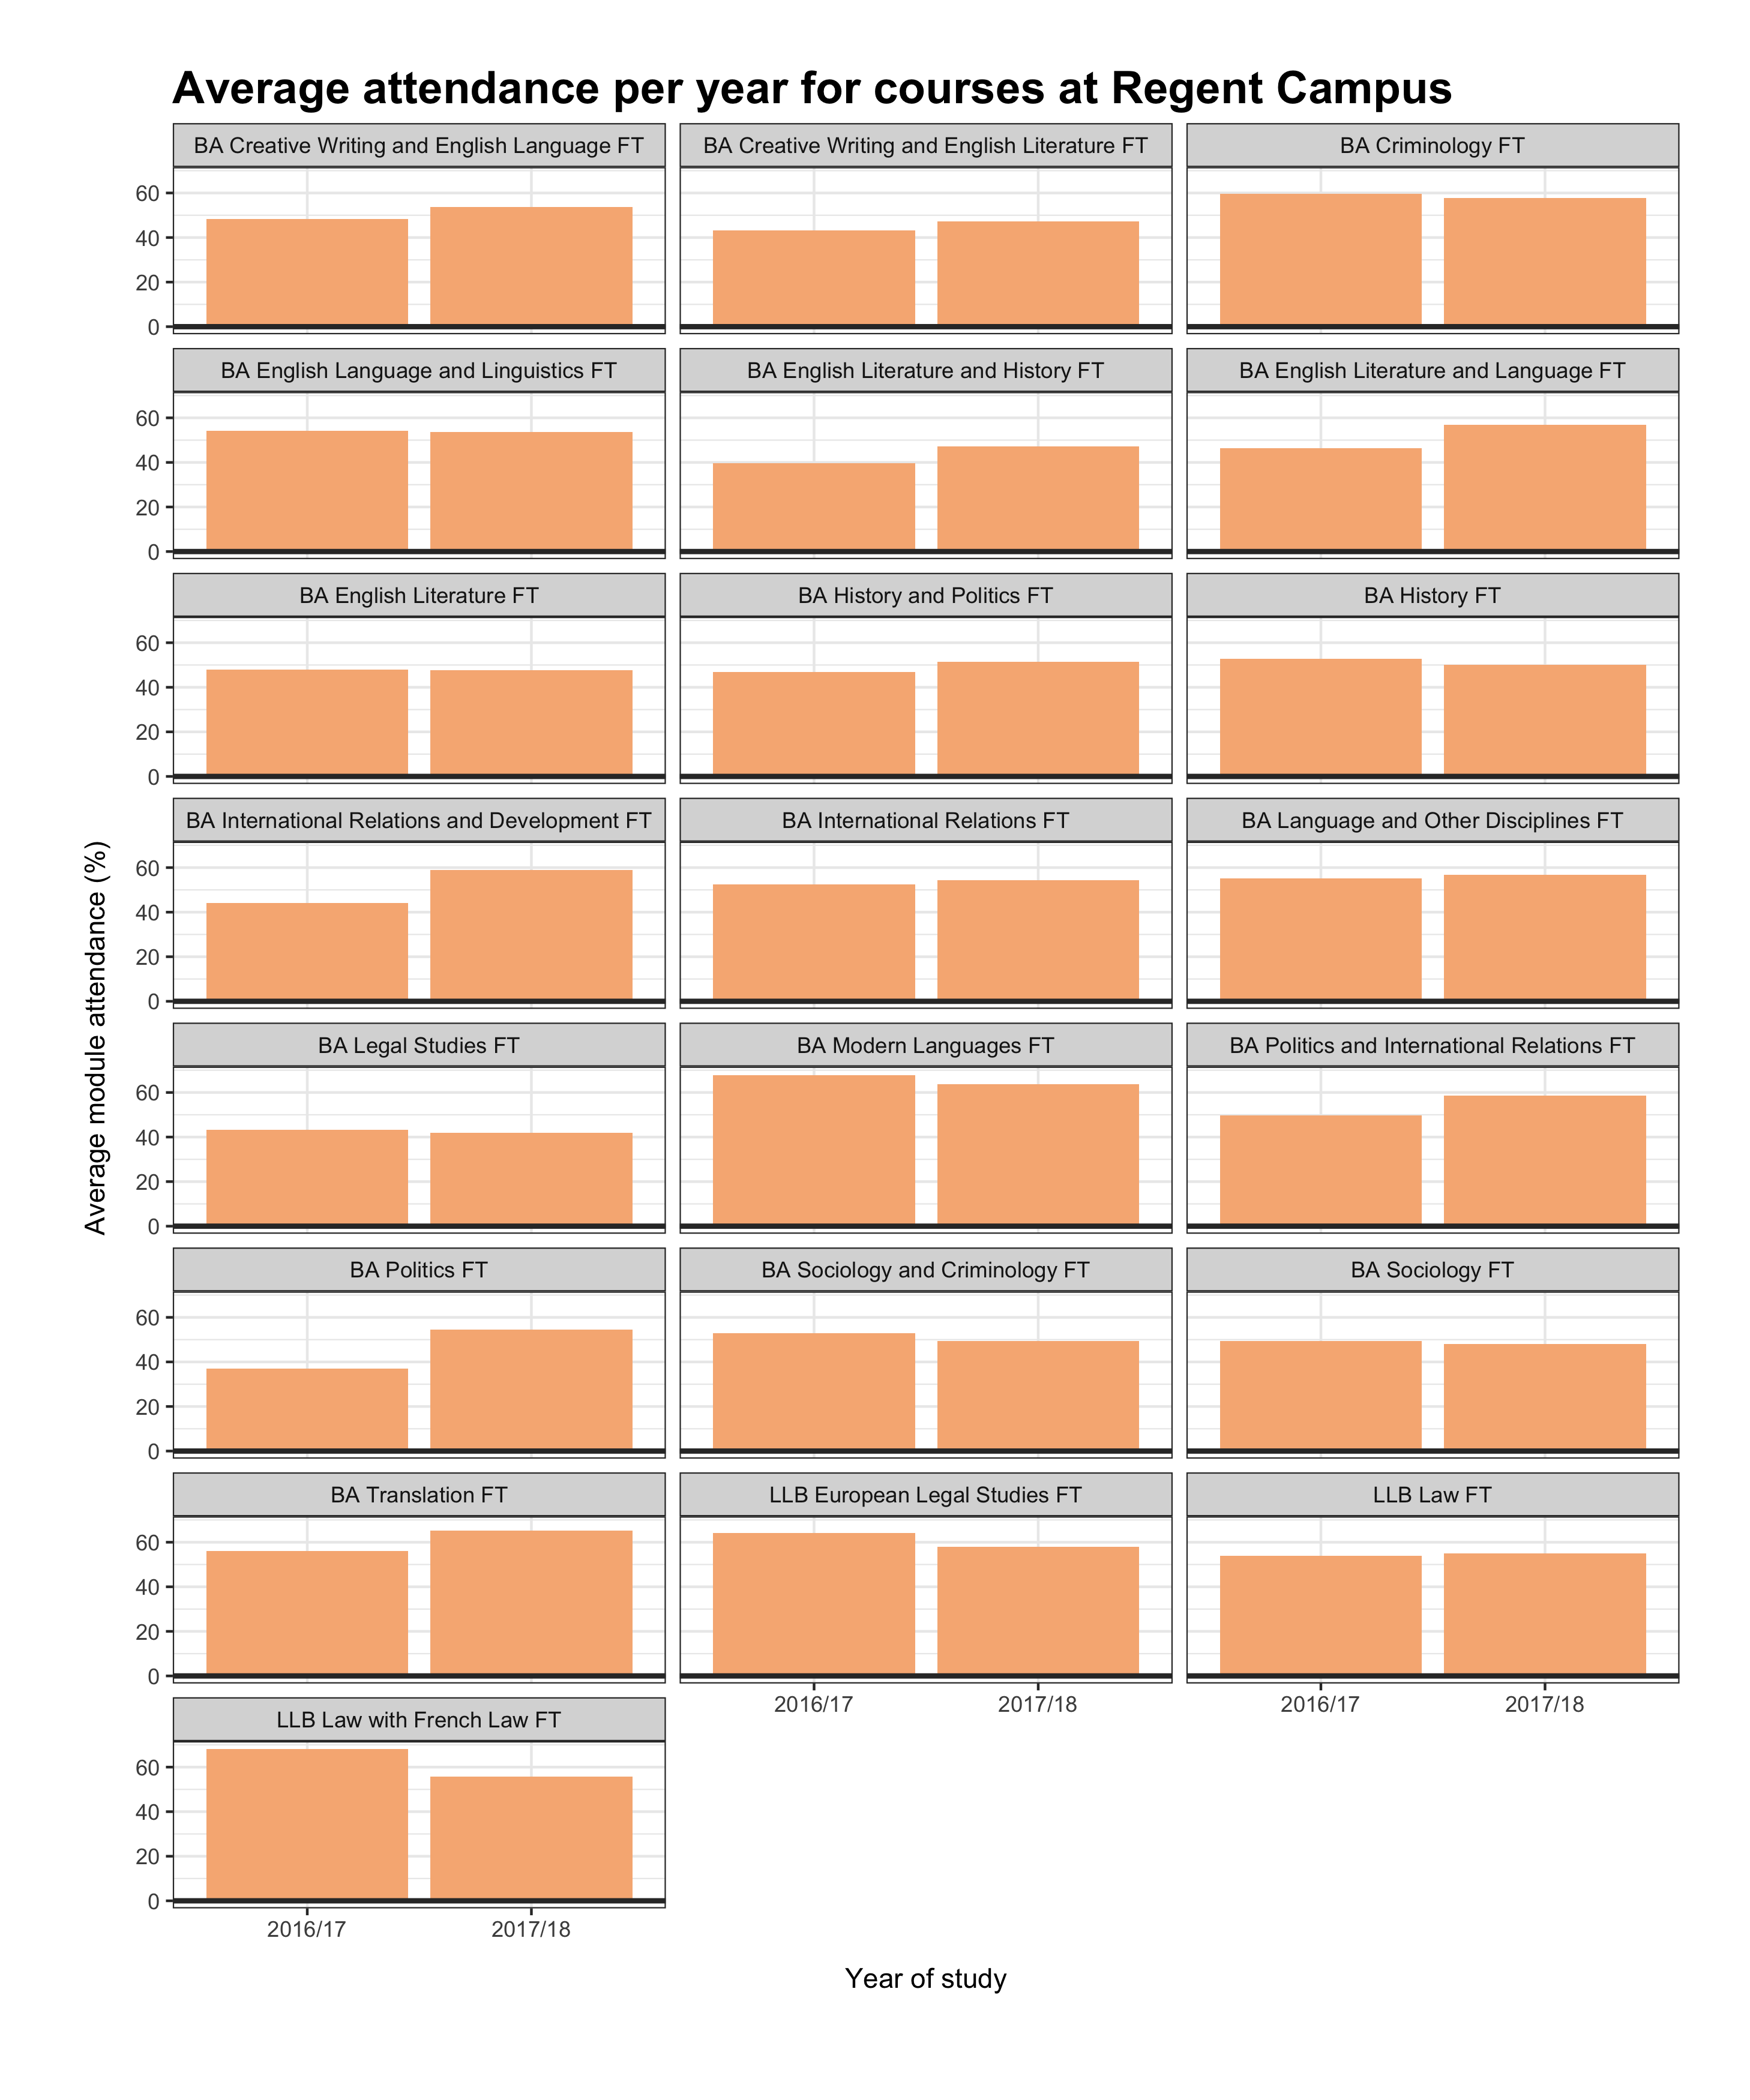 Average attendance per year for courses at Regent Campus
BA Creative Writing and English Language FT
BA Creative Writing and English Literature FT
BA Criminology FT
60
40
20
0
BA English Language and Linguistics FT
BA English Literature and History FT
BA English Literature and Language FT
60
40
20
0
BA English Literature FT
BA History and Politics FT
BA History FT
60
40
20
0
BA International Relations and Development FT
BA International Relations FT
BA Language and Other Disciplines FT
60
40
20
0
Average module attendance (%)
BA Legal Studies FT
BA Modern Languages FT
BA Politics and International Relations FT
60
40
20
0
BA Politics FT
BA Sociology and Criminology FT
BA Sociology FT
60
40
20
0
BA Translation FT
LLB European Legal Studies FT
LLB Law FT
60
40
20
0
2016/17
2017/18
2016/17
2017/18
LLB Law with French Law FT
60
40
20
0
2016/17
2017/18
Year of study